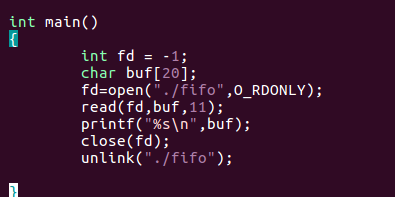 int main()
{
        int fd = -1;
        char buf[20];
        fd=open("./fifo",O_RDONLY);
        read(fd,buf,11);
        printf("%s\n",buf);
        close(fd);
        unlink("./fifo");

}